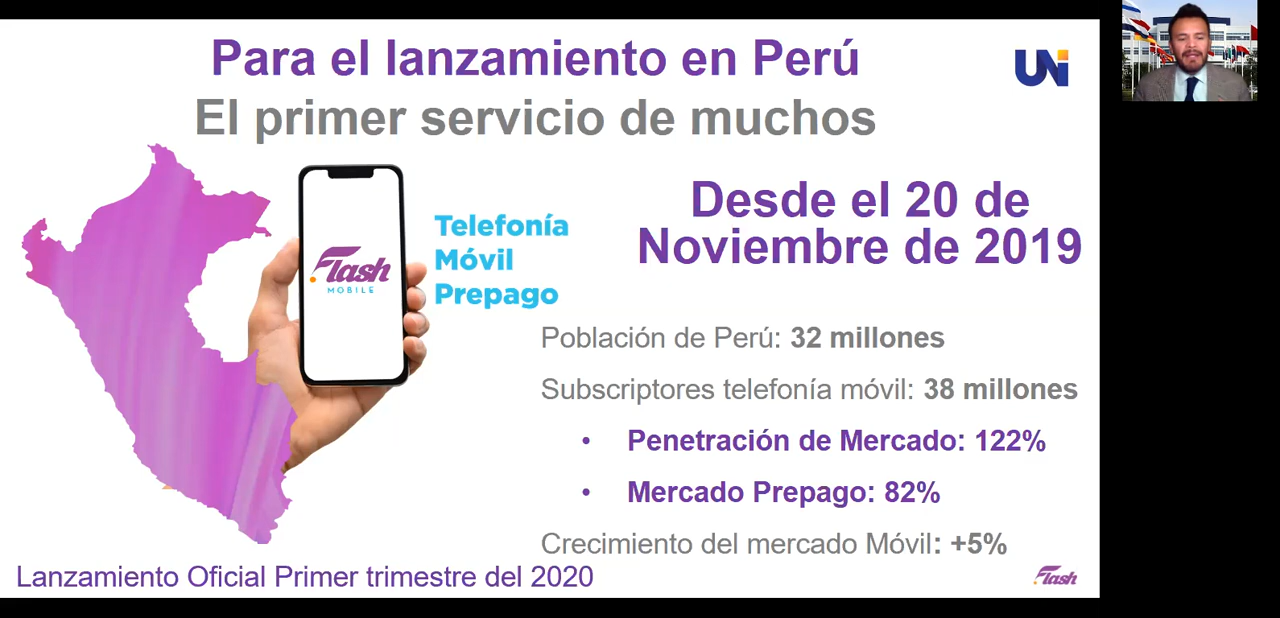 Para el lanzamiento en Perú
UNi
El primer servicio de muchos
Desde el 20 de
Noviembre de 2019
Telefonía
Móvil
Prepago
Flash
MOBILE
Población de Perú: 32 millones
Subscriptores telefonía móvil: 38 millones
• Penetración de Mercado: 122%
• Mercado Prepago: 82%
Crecimiento del mercado Móvil: +5%
Lanzamiento Oficial Primer trimestre del 2020
Flash